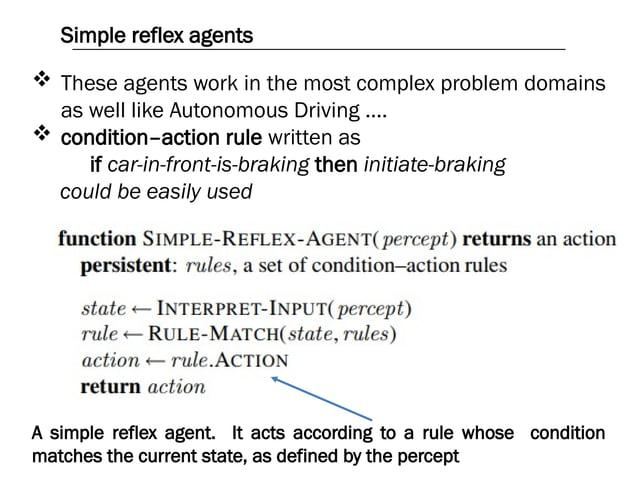 Simple reflex agents
❖ These agents work in the most complex problem domains
as well like Autonomous Driving ....
❖ condition–action rule written as
if car-in-front-is-braking then initiate-braking
could be easily used
function SIMPLE-REFLEX-AGENT(percept) returns an action
persistent: rules, a set of condition–action rules
state ← INTERPRET-INPUT(percept)
rule ← RULE-MATCH(state, rules)
action ← rule.ACTION
return action
A simple reflex agent. It acts according to a rule whose condition
matches the current state, as defined by the percept